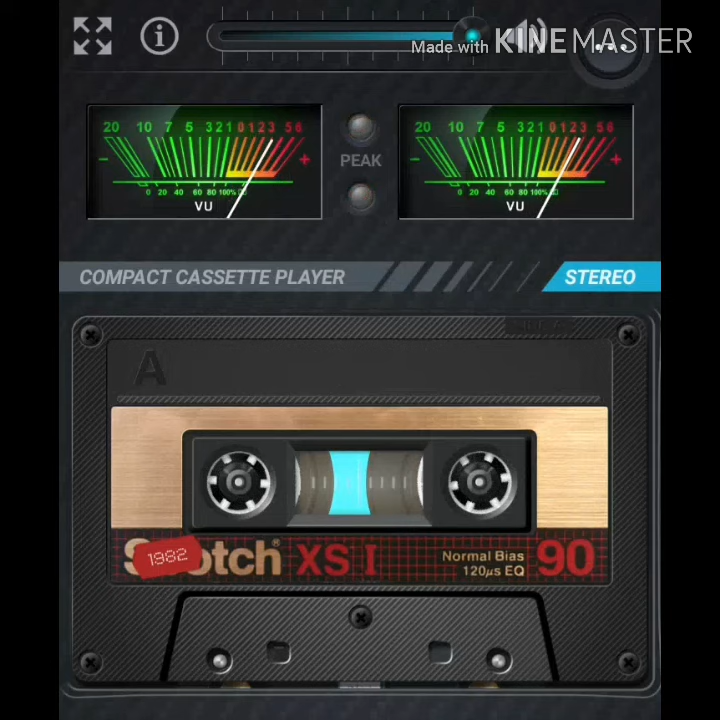 Made with KINEMASTER
20 10 7 5 3 2 1 0 1 2 3 5 6
- +
0 20 40 60 80 100%
VU
PEAK
20 10 7 5 3 2 1 0 1 2 3 5 6
- +
0 20 40 60 80 100%
VU
COMPACT CASSETTE PLAYER
STEREO
A
Scotch® XS I
1982
Normal Bias
120µs EQ
90